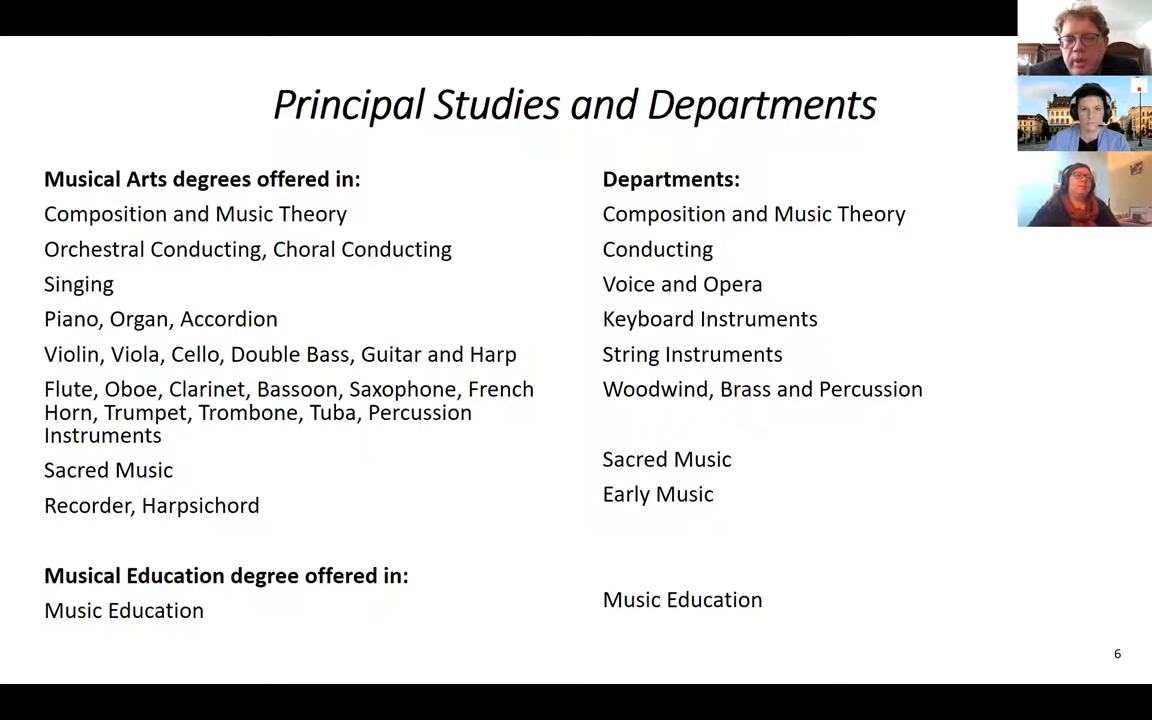 Principal Studies and Departments
Musical Arts degrees offered in:
Composition and Music Theory
Orchestral Conducting, Choral Conducting
Singing
Piano, Organ, Accordion
Violin, Viola, Cello, Double Bass, Guitar and Harp
Flute, Oboe, Clarinet, Bassoon, Saxophone, French
Horn, Trumpet, Trombone, Tuba, Percussion
Instruments
Sacred Music
Recorder, Harpsichord
Musical Education degree offered in:
Music Education
Departments:
Composition and Music Theory
Conducting
Voice and Opera
Keyboard Instruments
String Instruments
Woodwind, Brass and Percussion
Sacred Music
Early Music
Music Education
6